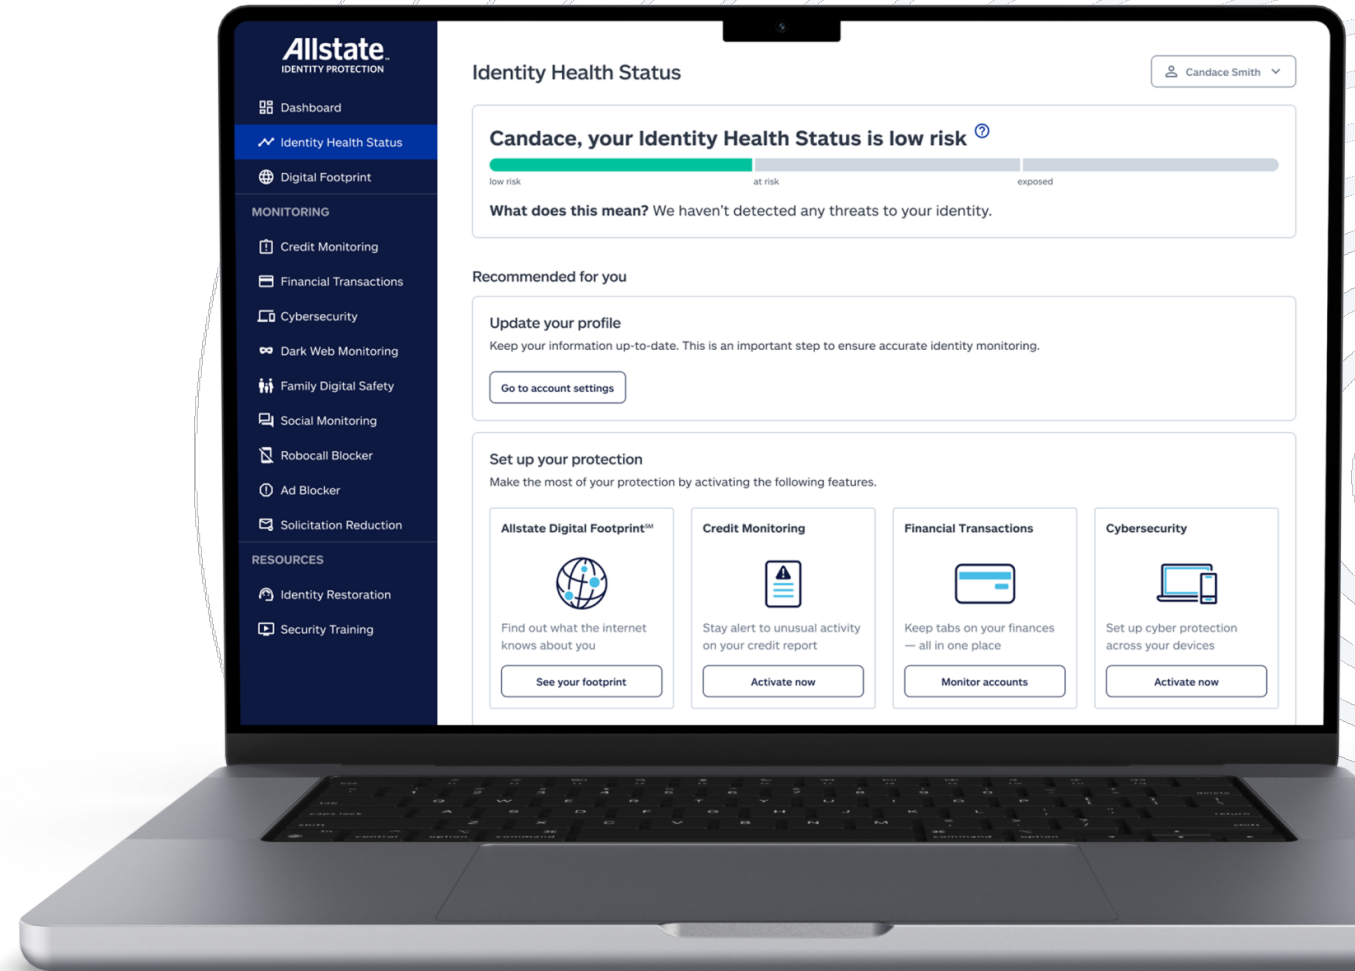 Allstate
IDENTITY PROTECTION
Dashboard
Identity Health Status
Digital Footprint
MONITORING
Credit Monitoring
Financial Transactions
Cybersecurity
Dark Web Monitoring
Family Digital Safety
Social Monitoring
Robocall Blocker
Ad Blocker
Solicitation Reduction
RESOURCES
Identity Restoration
Security Training
Identity Health Status
Candace Smith
Candace, your Identity Health Status is low risk
low risk
at risk
exposed
What does this mean? We haven't detected any threats to your identity.
Recommended for you
Update your profile
Keep your information up-to-date. This is an important step to ensure accurate identity monitoring.
Go to account settings
Set up your protection
Make the most of your protection by activating the following features.
Allstate Digital Footprint℠
Find out what the internet
knows about you
See your footprint
Credit Monitoring
Stay alert to unusual activity
on your credit report
Activate now
Financial Transactions
Keep tabs on your finances
— all in one place
Monitor accounts
Cybersecurity
Set up cyber protection
across your devices
Activate now